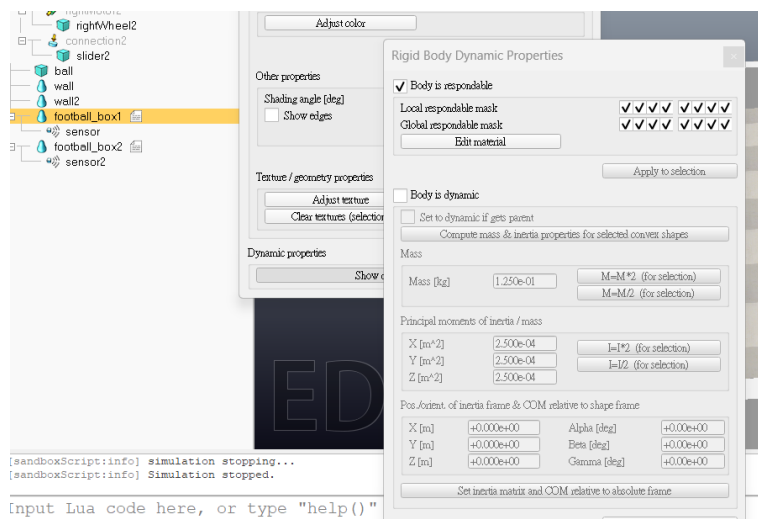 rightMotor2
rightWheel2
connection2
slider2
ball
wall
wall2
football_box1
sensor
football_box2
sensor2
Adjust color
Other properties
Shading angle [deg]
Show edges
Texture / geometry properties
Adjust texture
Clear textures (selection
Dynamic properties
Show d
Rigid Body Dynamic Properties
Body is respondable
Local respondable mask
Global respondable mask
Edit material
Apply to selection
Body is dynamic
Set to dynamic if gets parent
Compute mass & inertia properties for selected convex shapes
Mass
Mass [kg] 1.250e-01 M=M*2 (for selection)
M=M/2 (for selection)
Principal moments of inertia / mass
X [m^2] 2.500e-04 I=I*2 (for selection)
Y [m^2] 2.500e-04 I=I/2 (for selection)
Z [m^2] 2.500e-04
Pos./orient. of inertia frame & COM relative to shape frame
X [m] +0.000e+00 Alpha [deg] +0.00e+00
Y [m] +0.000e+00 Beta [deg] +0.00e+00
Z [m] +0.000e+00 Gamma [deg] +0.00e+00
Set inertia matrix and COM relative to absolute frame
ED
[sandboxScript:info] simulation stopping...
[sandboxScript:info] Simulation stopped.
Input Lua code here, or type "help()"